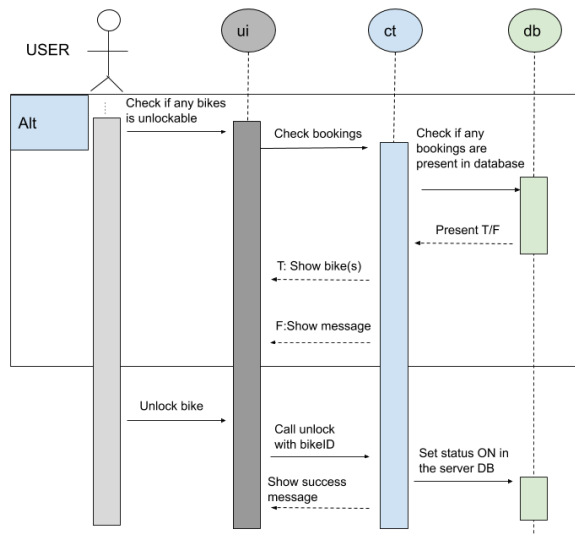 USER
ui
ct
db
Alt
Check if any bikes
is unlockable
Check bookings
Check if any
bookings are
present in database
Present T/F
T: Show bike(s)
F:Show message
Unlock bike
Call unlock
with bikeID
Set status ON in
the server DB
Show success
message